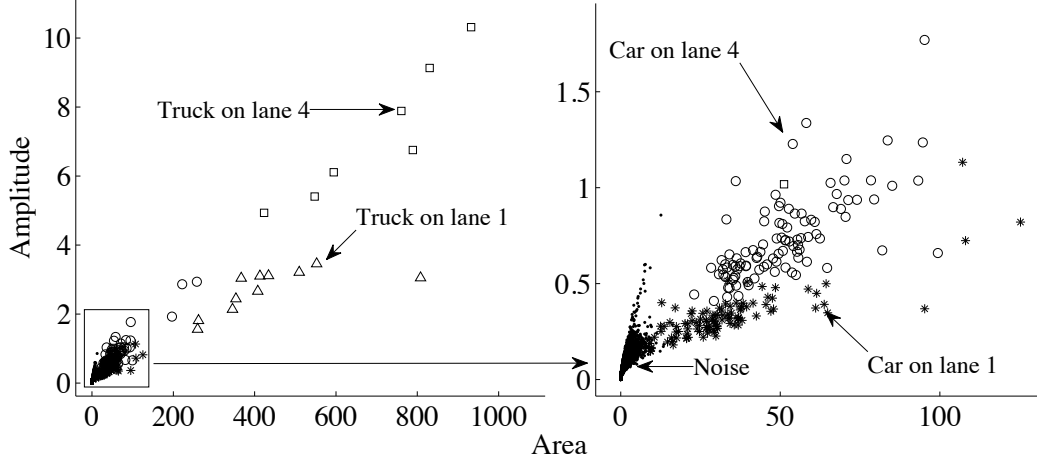 Amplitude
10
8
6
4
2
0
0 200 400 600 800 1000
Truck on lane 4
Truck on lane 1
1.5
1
0.5
0
0 50 100
Car on lane 4
Noise
Car on lane 1
Area